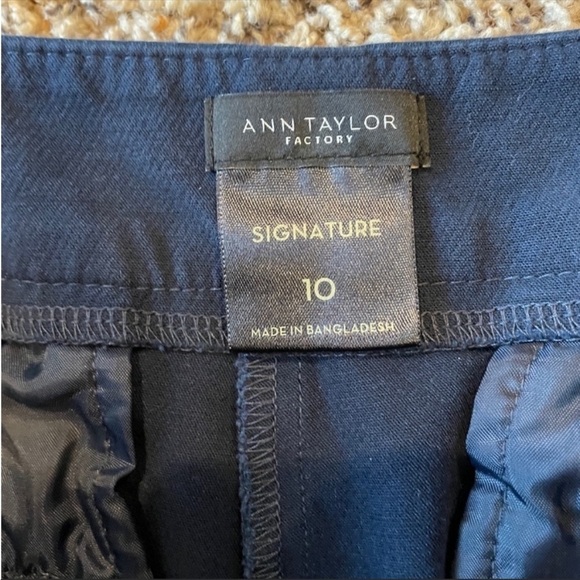 ANN TAYLOR
FACTORY
SIGNATURE
10
MADE IN BANGLADESH